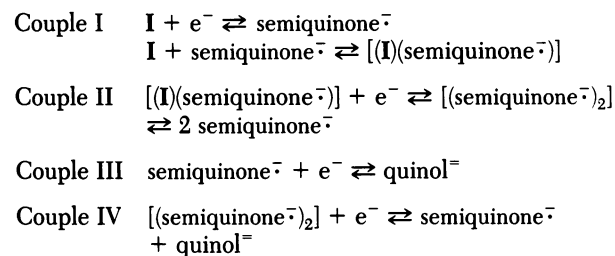 Couple I I + e⁻ ⇄ semiquinone⨪
I + semiquinone⨪ ⇄ [(I)(semiquinone⨪)]
Couple II [(I)(semiquinone⨪)] + e⁻ ⇄ [(semiquinone⨪)₂]
⇄ 2 semiquinone⨪
Couple III semiquinone⨪ + e⁻ ⇄ quinol⁼
Couple IV [(semiquinone⨪)₂] + e⁻ ⇄ semiquinone⨪
+ quinol⁼